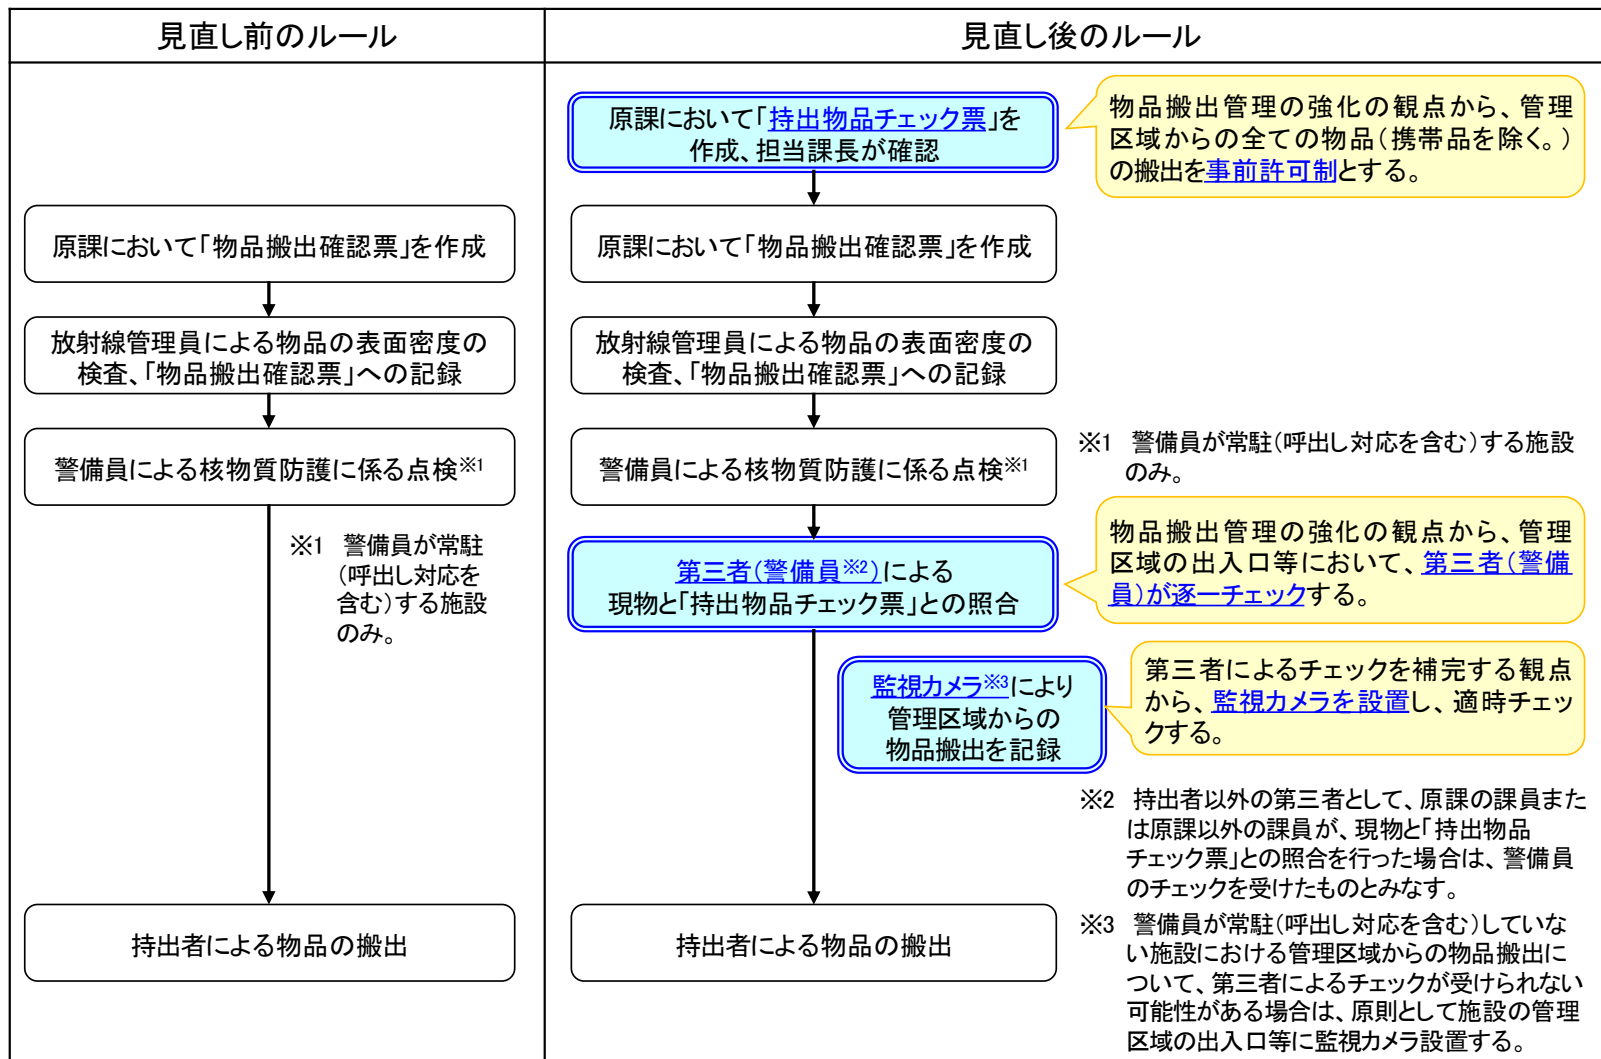 見直し前のルール
見直し後のルール
原課において「物品搬出確認票」を作成
放射線管理員による物品の表面密度の
検査、「物品搬出確認票」への記録
警備員による核物質防護に係る点検※1
※1 警備員が常駐
(呼出し対応を
含む)する施設
のみ。
持出者による物品の搬出
原課において「持出物品チェック票」を
作成、担当課長が確認
物品搬出管理の強化の観点から、管理
区域からの全ての物品(携帯品を除く。)
の搬出を事前許可制とする。
原課において「物品搬出確認票」を作成
放射線管理員による物品の表面密度の
検査、「物品搬出確認票」への記録
警備員による核物質防護に係る点検※1
※1 警備員が常駐(呼出し対応を含む)する施設
のみ。
第三者(警備員※2)による
現物と「持出物品チェック票」との照合
物品搬出管理の強化の観点から、管理
区域の出入口等において、第三者(警備
員)が逐一チェックする。
監視カメラ※3により
管理区域からの
物品搬出を記録
第三者によるチェックを補完する観点
から、監視カメラを設置し、適時チェッ
クする。
※2 持出者以外の第三者として、原課の課員また
は原課以外の課員が、現物と「持出物品
チェック票」との照合を行った場合は、警備員
のチェックを受けたものとみなす。
※3 警備員が常駐(呼出し対応を含む)していな
い施設における管理区域からの物品搬出に
ついて、第三者によるチェックが受けられない
可能性がある場合は、原則として施設の管理
区域の出入口等に監視カメラ設置する。
持出者による物品の搬出